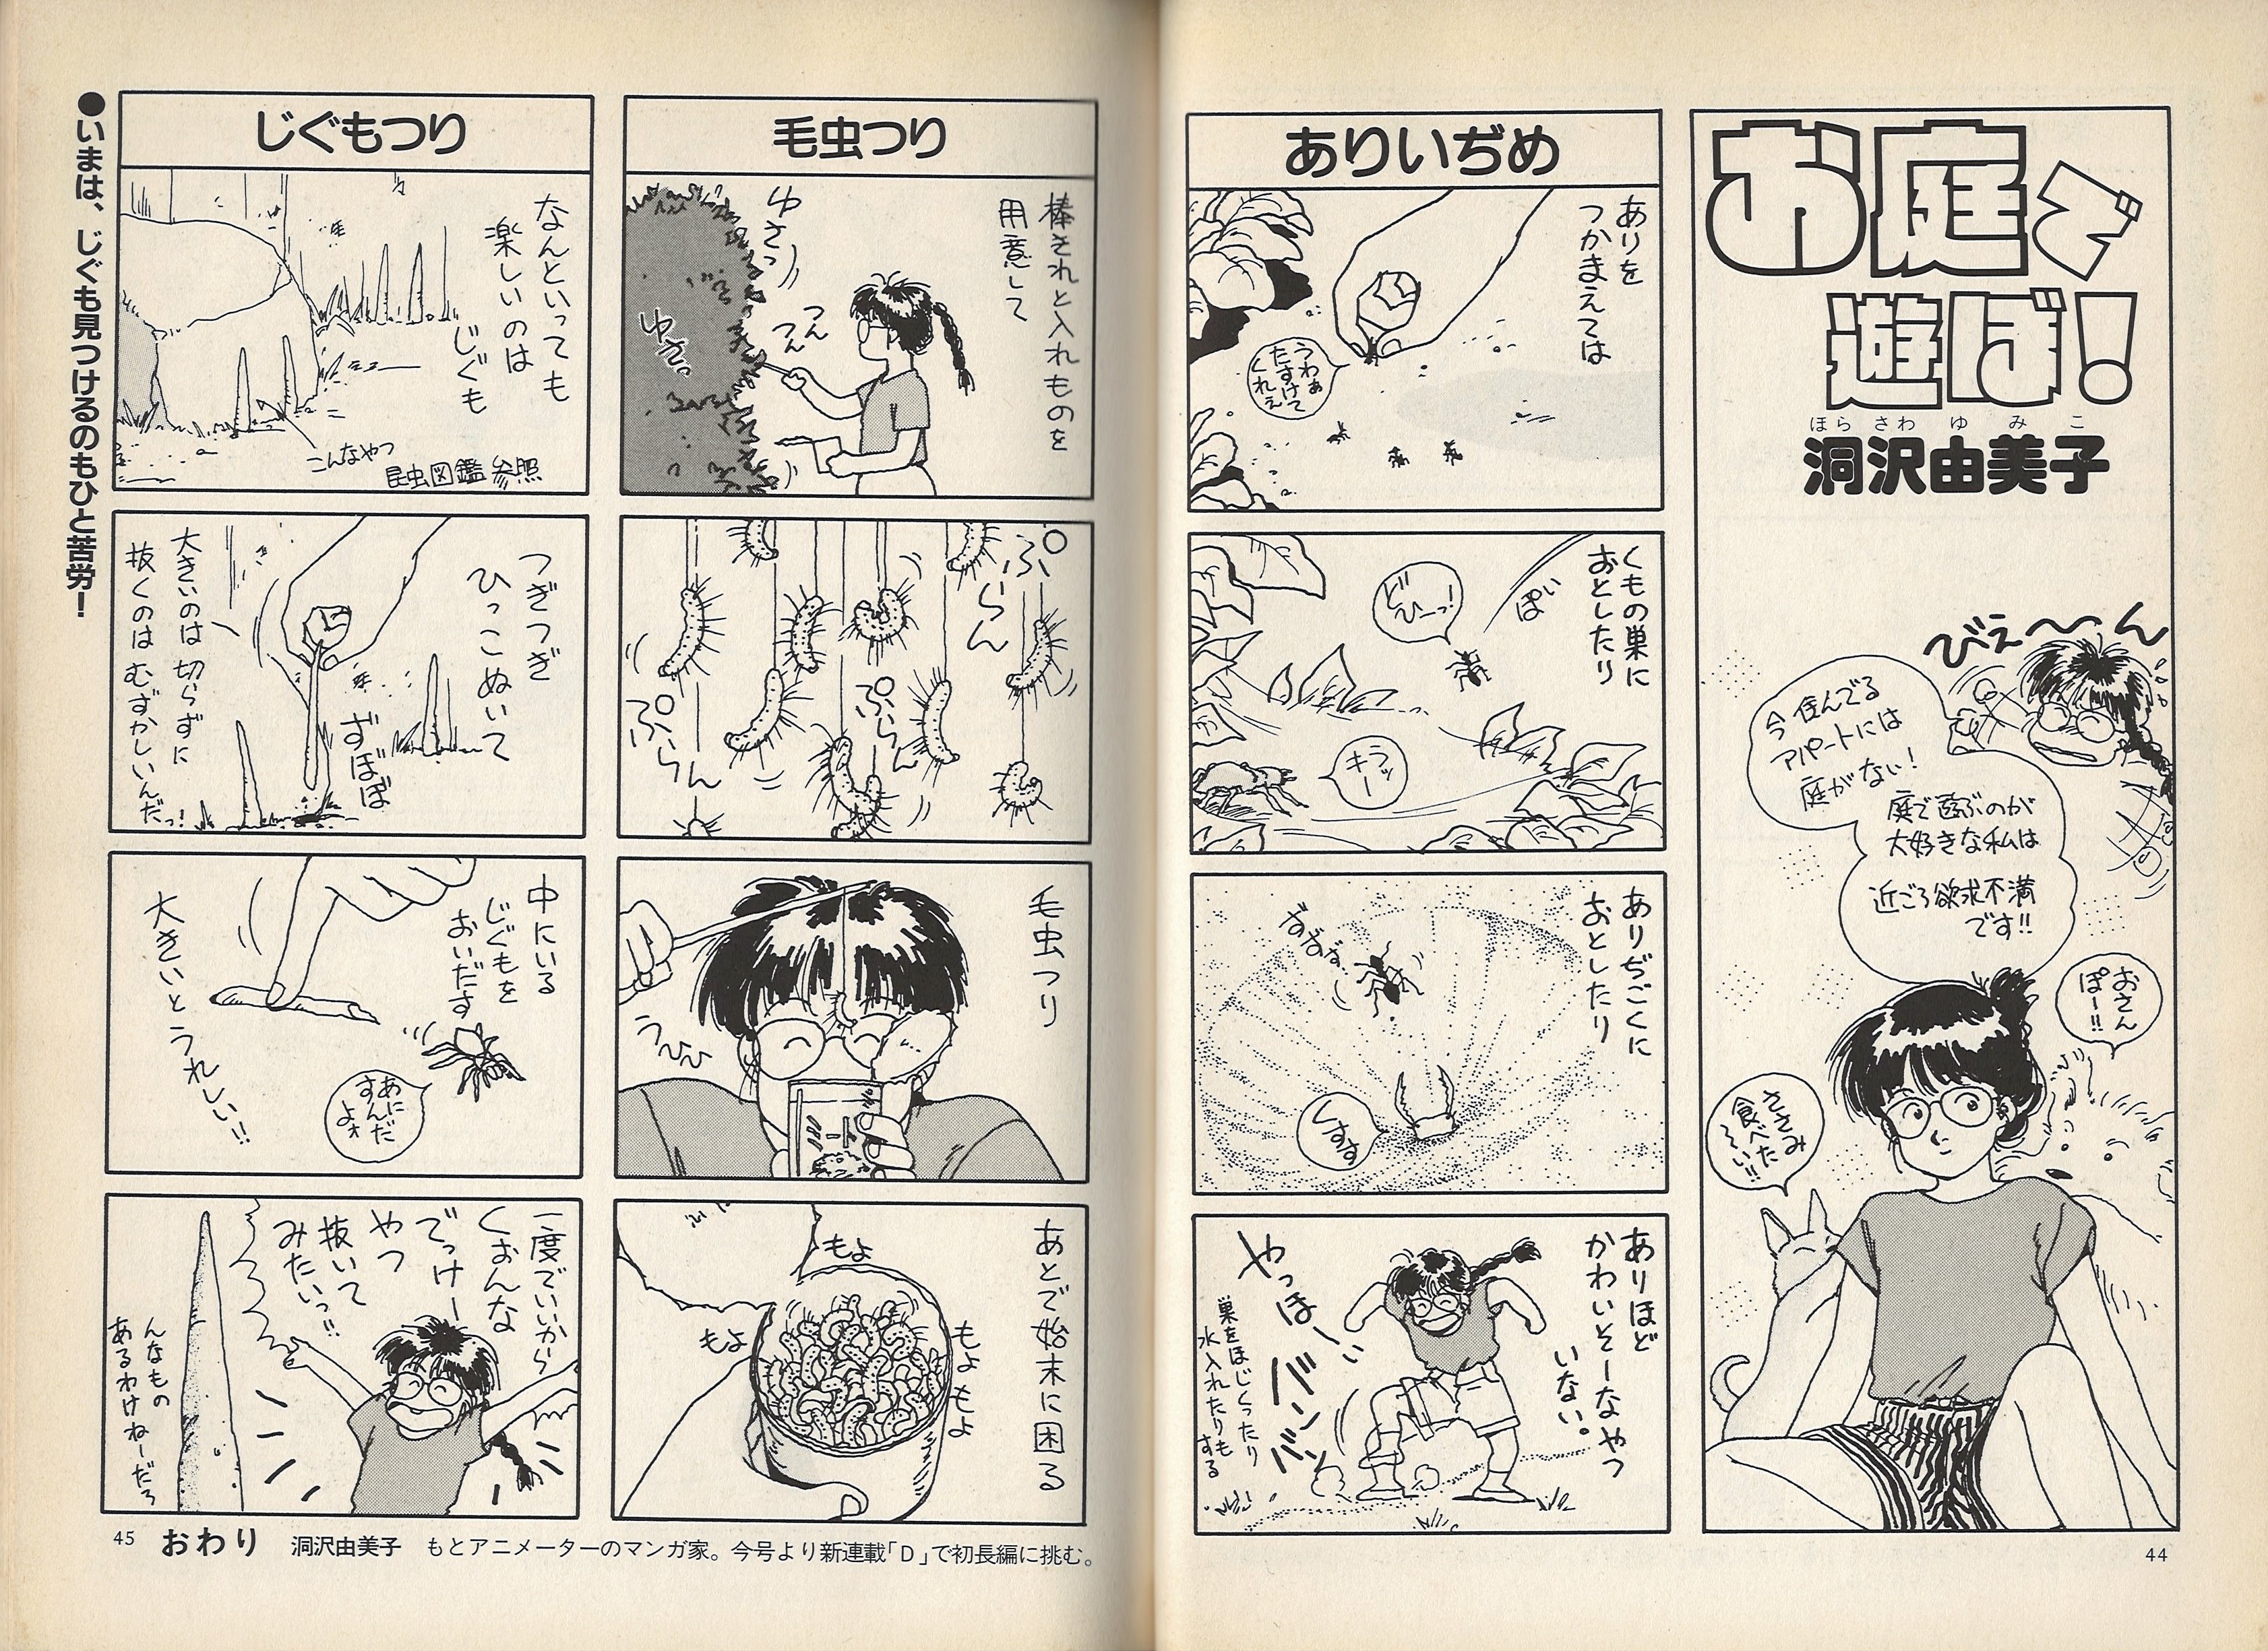 お庭で
遊ば!
ほらさわゆみこ
洞沢由美子
びえ〜〜ん
今住んでる
アパートには
庭がない!
庭で遊ぶのが
大好きな私は
近ごろ欲求不満
です!!
おさん
ぽー!!
ささみ
食べた
〜い!!
44
ありいぢめ
ありを
つかまえては
うわぁ
たすけて
くれぇ
くもの巣に
おとしたり
ぽい
どひーっ!
キラッ
ー
ありぢごくに
おとしたり
ずずず
くすす
ありほど
かわいそーなやつ
いない。
やっほーい
バンバン
巣をほじくったり
水入れたりもする
毛虫つり
棒きれと入れものを
用意して
ゆさっ
つん
つん
ゆさっ
ぷらん
ぷらん
ぷらん
毛虫つり
うひひ
あとで始末に困る
もよ
もよ
もよ
もよ
じぐもつり
なんといっても
楽しいのは
じぐも
こんなやつ
昆虫図鑑参照
つぎつぎ
ひっこぬいて
ずぼぼ
大きいのは切らずに
抜くのはむずかしいんだっ!
中にいる
じぐもを
おいだす
あに
すんだ
よォ
大きいとうれしい!!
一度でいいから
くおんな
でっけー
やつ
抜いて
みたいっ!!
んなもの
あるわけねーだろ
●いまは、じぐも見つけるのもひと苦労!
45
おわり
洞沢由美子 もとアニメーターのマンガ家。今号より新連載「D」で初長編に挑む。